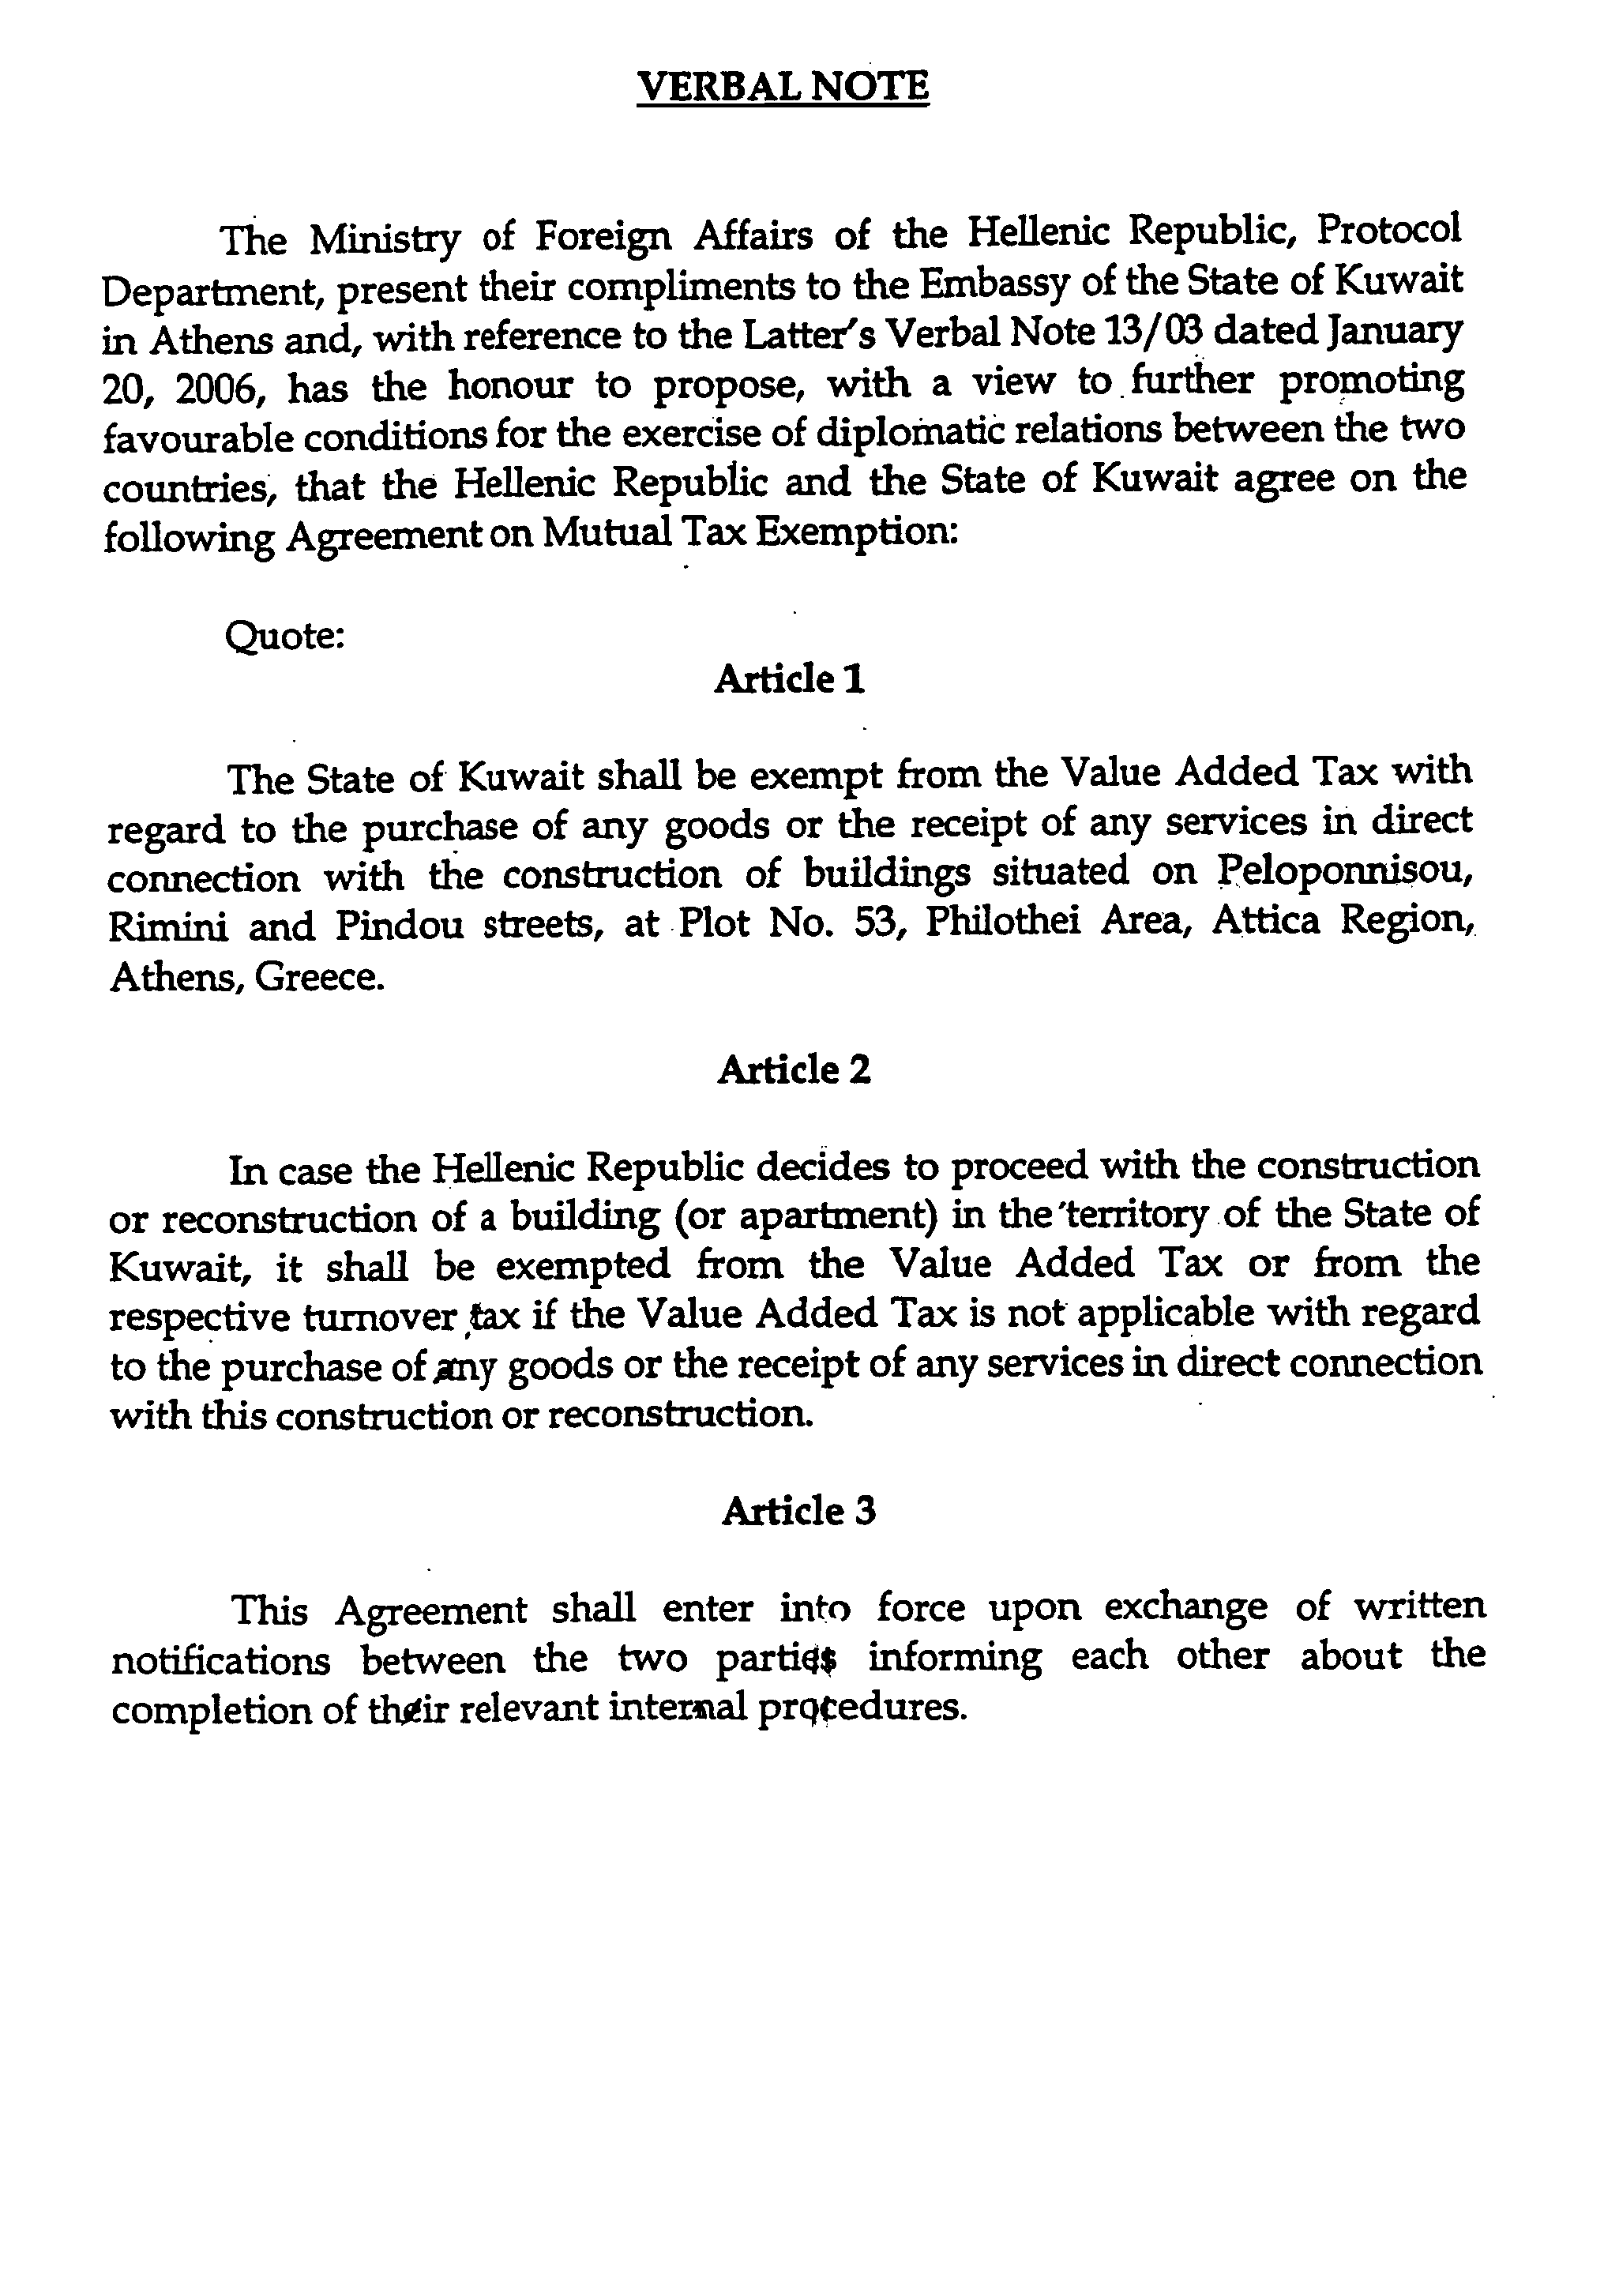 VERBAL NOTE
The Ministry of Foreign Affairs of the Hellenic Republic, Protocol
Department, present their compliments to the Embassy of the State of Kuwait
in Athens and, with reference to the Latter's Verbal Note 13/03 dated January
20, 2006, has the honour to propose, with a view to further promoting
favourable conditions for the exercise of diplomatic relations between the two
countries, that the Hellenic Republic and the State of Kuwait agree on the
following Agreement on Mutual Tax Exemption:
Quote:
Article 1
The State of Kuwait shall be exempt from the Value Added Tax with
regard to the purchase of any goods or the receipt of any services in direct
connection with the construction of buildings situated on Peloponnisou,
Rimini and Pindou streets, at Plot No. 53, Philothei Area, Attica Region,
Athens, Greece.
Article 2
In case the Hellenic Republic decides to proceed with the construction
or reconstruction of a building (or apartment) in the territory of the State of
Kuwait, it shall be exempted from the Value Added Tax or from the
respective turnover tax if the Value Added Tax is not applicable with regard
to the purchase of any goods or the receipt of any services in direct connection
with this construction or reconstruction.
Article 3
This Agreement shall enter into force upon exchange of written
notifications between the two parties informing each other about the
completion of their relevant internal procedures.